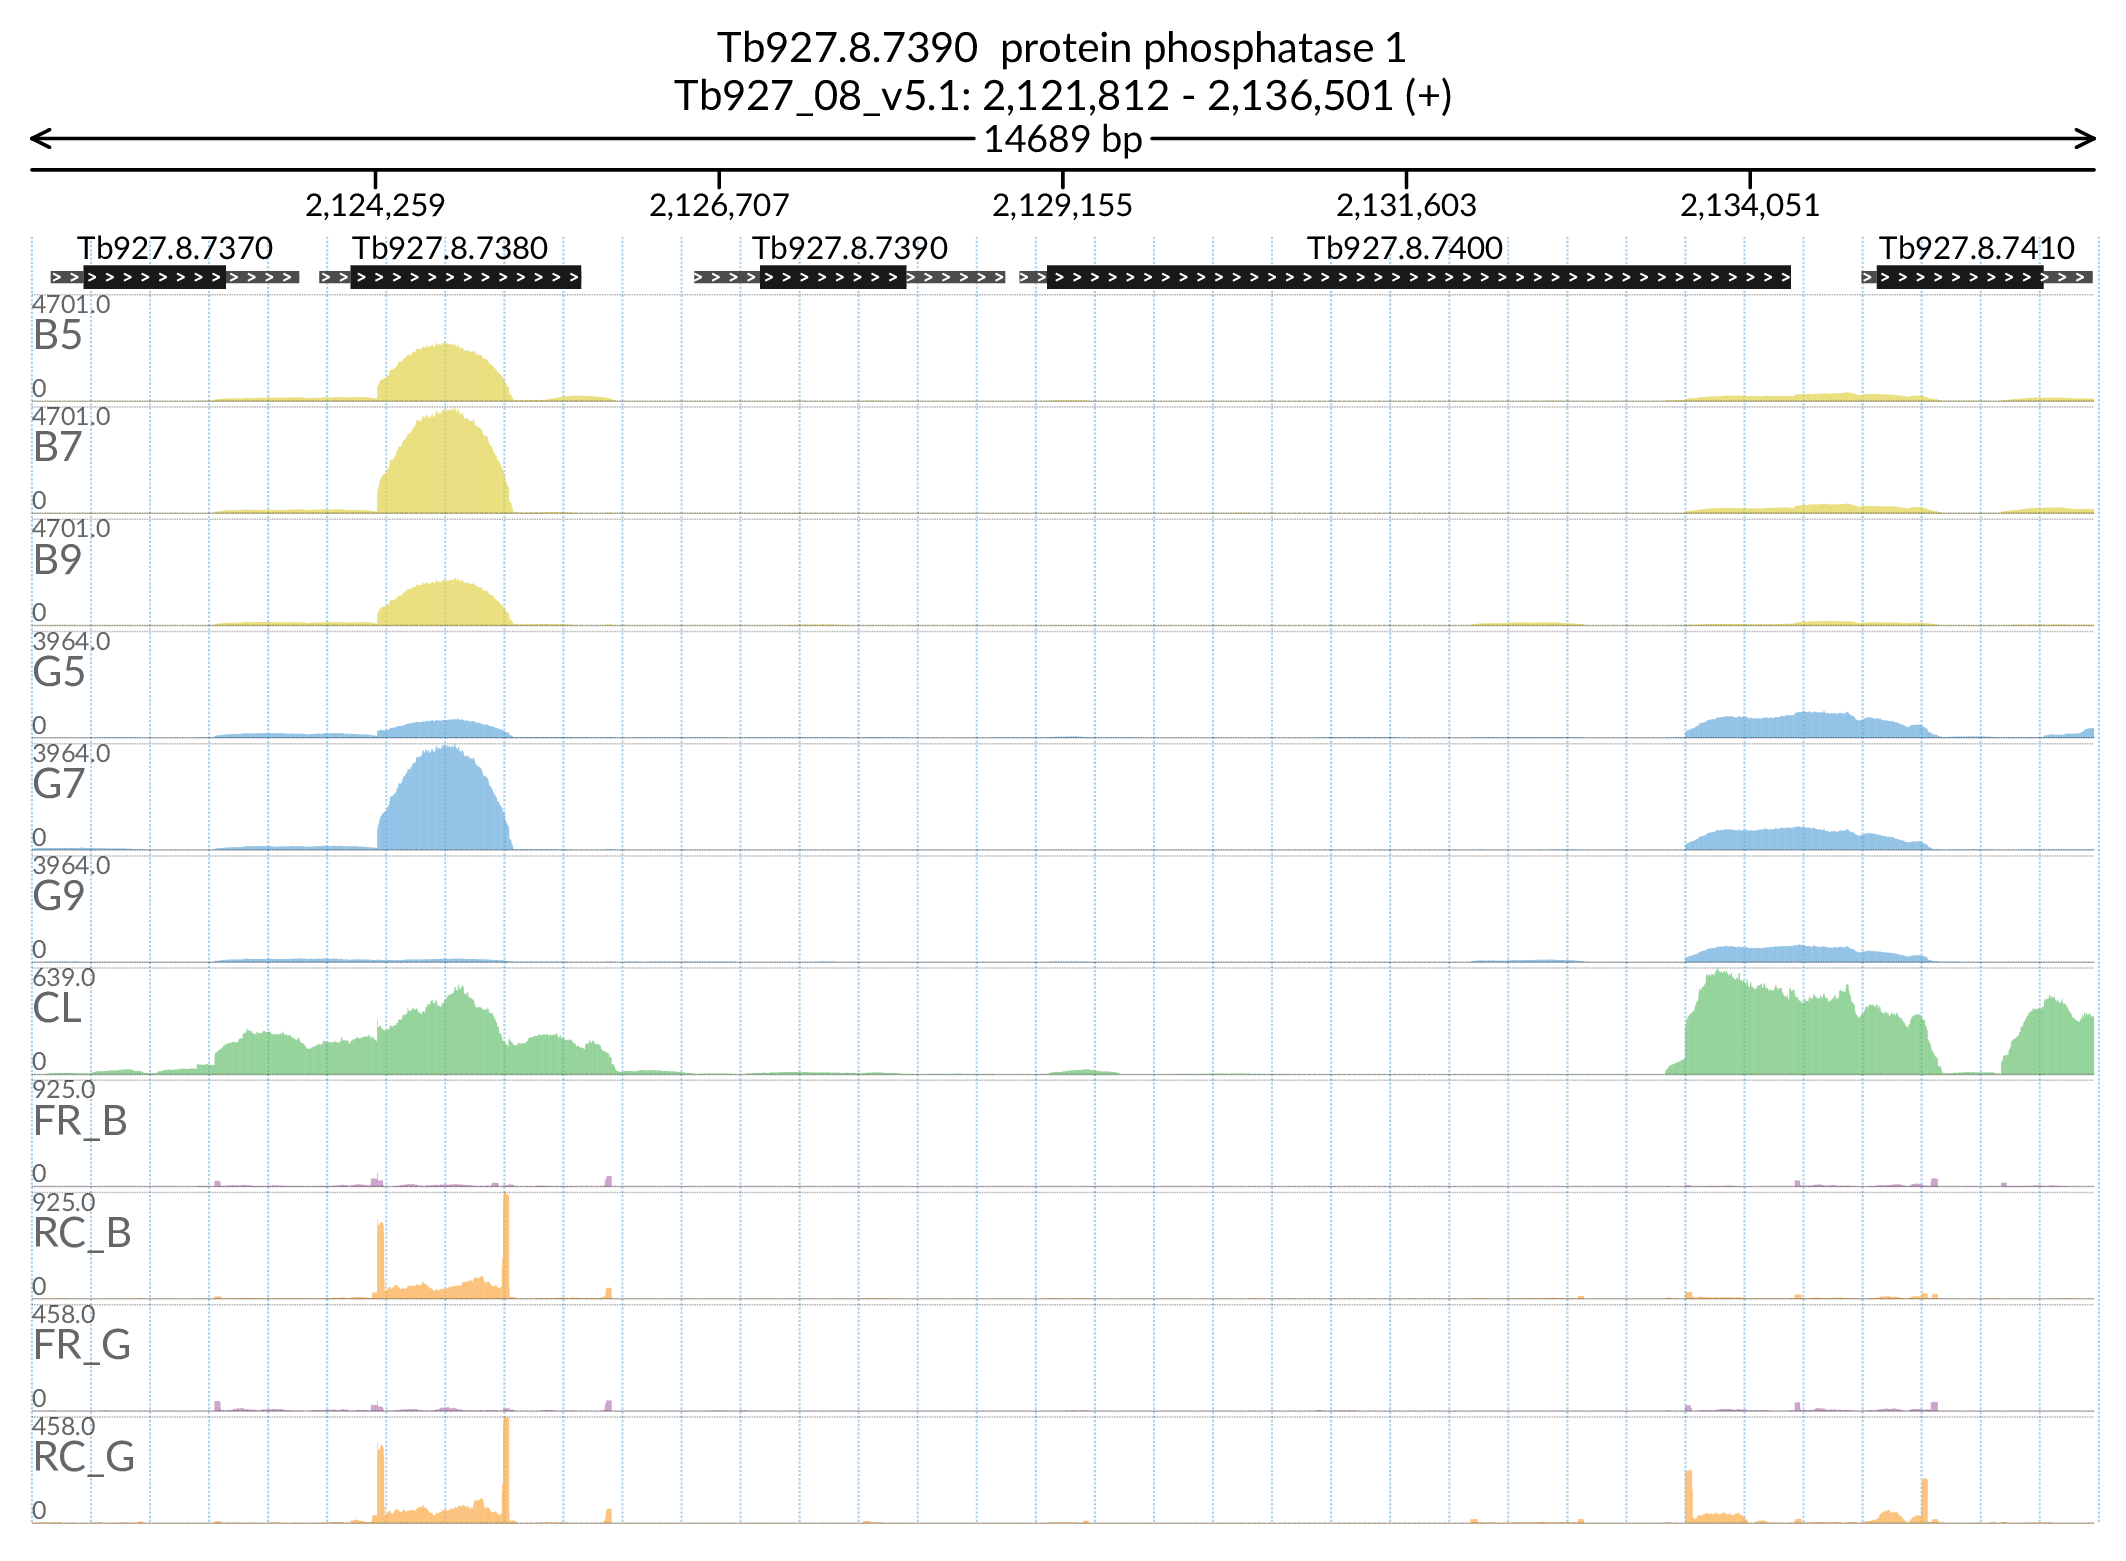 Tb927.8.7390 protein phosphatase 1
Tb927_08_v5.1: 2,121,812 - 2,136,501 (+)
14689 bp
2,124,259 2,126,707 2,129,155 2,131,603 2,134,051
Tb927.8.7370 Tb927.8.7380 Tb927.8.7390 Tb927.8.7400 Tb927.8.7410
4701.0
B5
0
4701.0
B7
0
4701.0
B9
0
3964.0
G5
0
3964.0
G7
0
3964.0
G9
0
639.0
CL
0
925.0
FR_B
0
925.0
RC_B
0
458.0
FR_G
0
458.0
RC_G
0